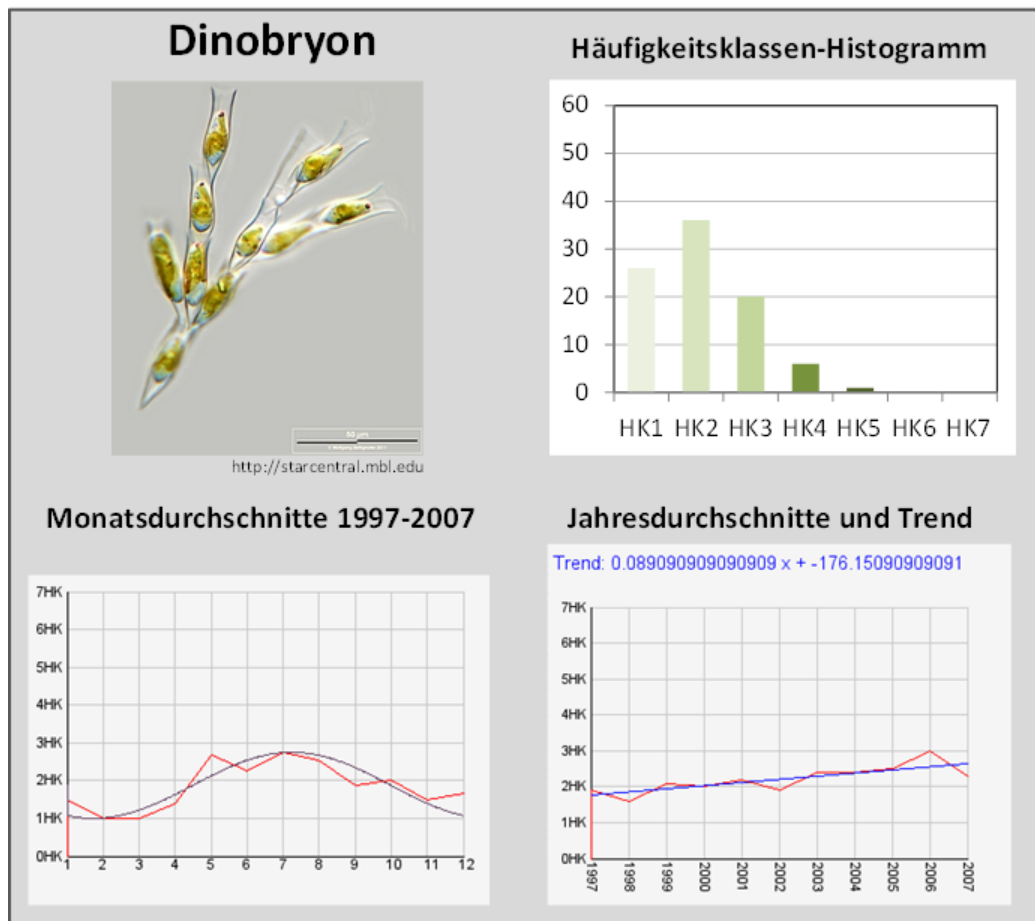 Dinobryon
http://starcentral.mbl.edu
Häufigkeitsklassen-Histogramm
60
50
40
30
20
10
0
HK1 HK2 HK3 HK4 HK5 HK6 HK7
Monatsdurchschnitte 1997-2007
7HK
6HK
5HK
4HK
3HK
2HK
1HK
0HK
1 2 3 4 5 6 7 8 9 10 11 12
Jahresdurchschnitte und Trend
Trend: 0.089090909090909 x + -176.15090909091
7HK
6HK
5HK
4HK
3HK
2HK
1HK
0HK
1997 1998 1999 2000 2001 2002 2003 2004 2005 2006 2007